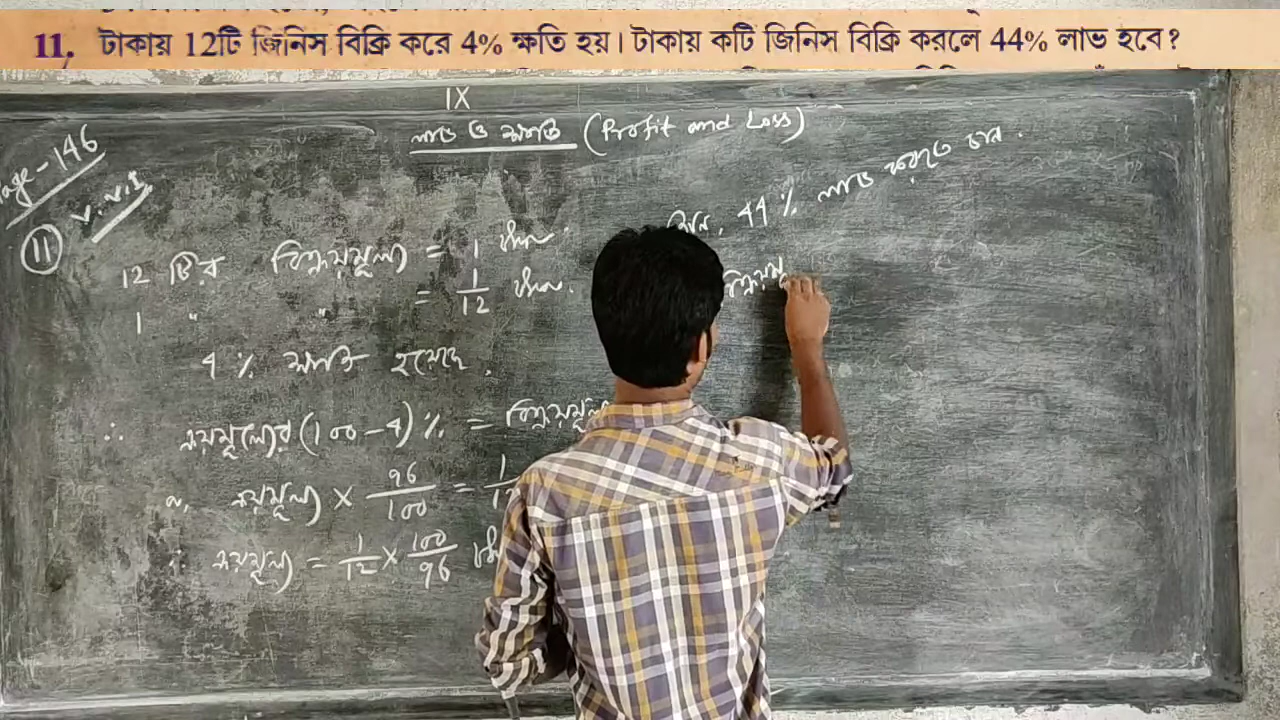 11. টাকায় 12টি জিনিস বিক্রি করে 4% ক্ষতি হয়। টাকায় কটি জিনিস বিক্রি করলে 44% লাভ হবে?
IX
লাভ ও ক্ষতি (Profit and Loss)
Page-146
V.V.I
11
12 টির বিক্রয়মূল্য = 1 টাকা.
1 " " = 1/12 টাকা.
4% ক্ষতি হয়েছে.
∴ ক্রয়মূল্যের (100-4)% = বিক্রয়মূল্য
বা, ক্রয়মূল্য × 96/100 = 1/12
∴ ক্রয়মূল্য = 1/12 × 100/96
44% লাভ করতে চান.
বিক্রয়মূ